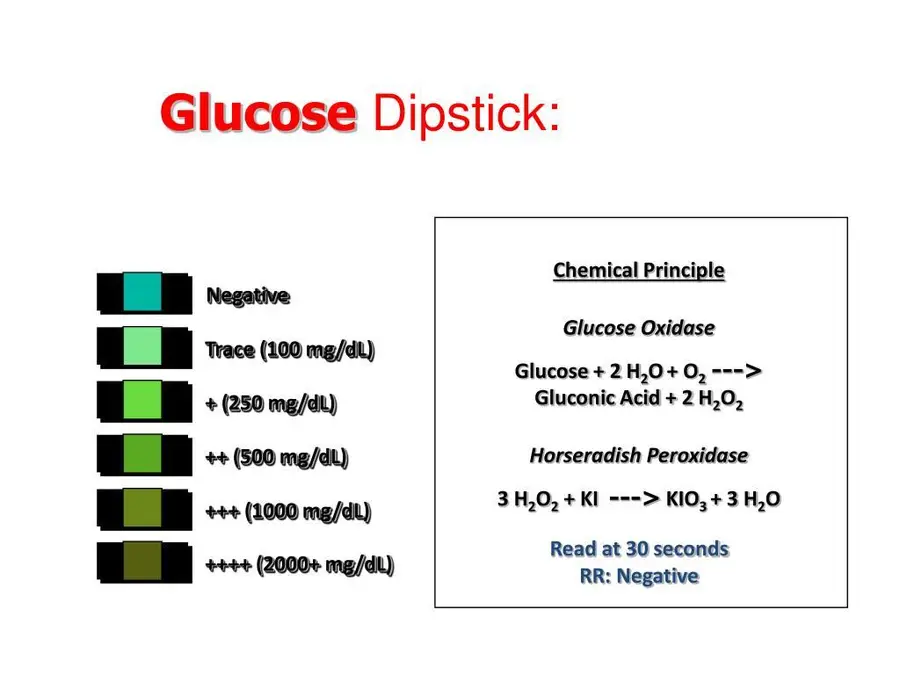 Glucose Dipstick:
Negative
Trace (100 mg/dL)
+ (250 mg/dL)
++ (500 mg/dL)
+++ (1000 mg/dL)
++++ (2000+ mg/dL)
Chemical Principle
Glucose Oxidase
Glucose + 2 H₂O + O₂ --->
Gluconic Acid + 2 H₂O₂
Horseradish Peroxidase
3 H₂O₂ + KI ---> KIO₃ + 3 H₂O
Read at 30 seconds
RR: Negative